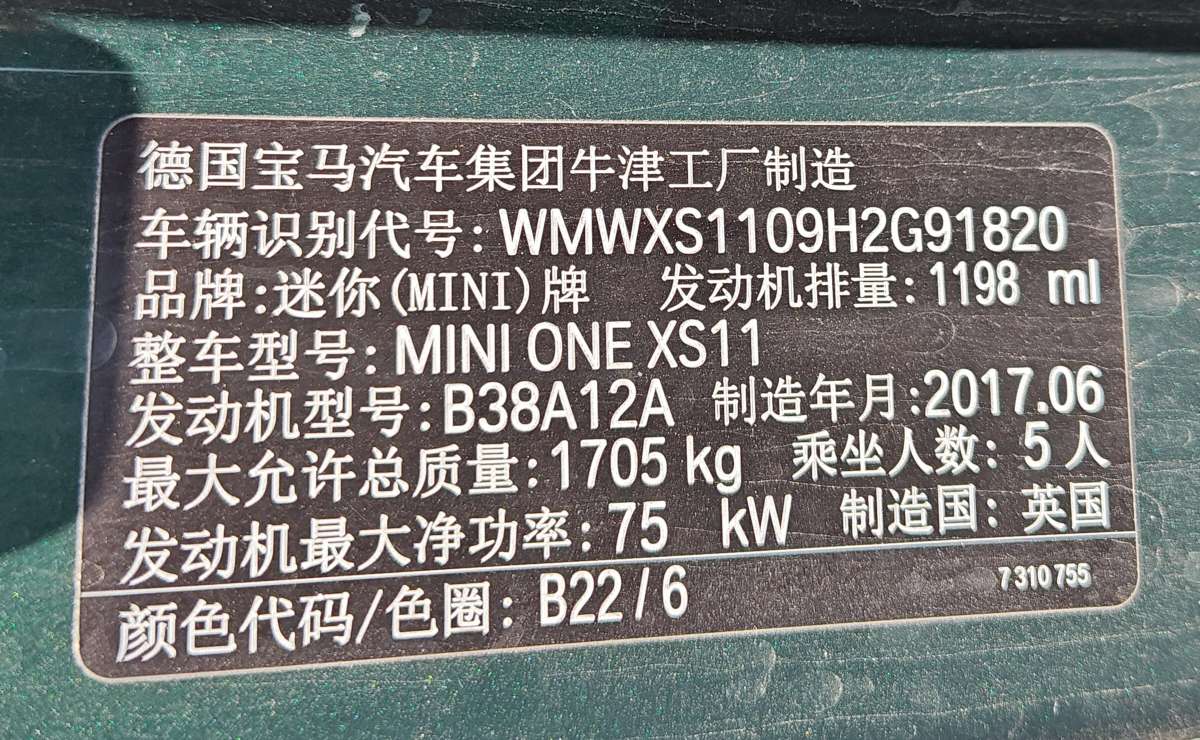 德国宝马汽车集团牛津工厂制造
车辆识别代号: WMWXS1109H2G91820
品牌:迷你(MINI)牌 发动机排量: 1198 ml
整车型号: MINI ONE XS11
发动机型号: B38A12A 制造年月:2017.06
最大允许总质量: 1705 kg 乘坐人数: 5人
发动机最大净功率: 75 kW 制造国: 英国
颜色代码/色圈: B22/6 7 310 755